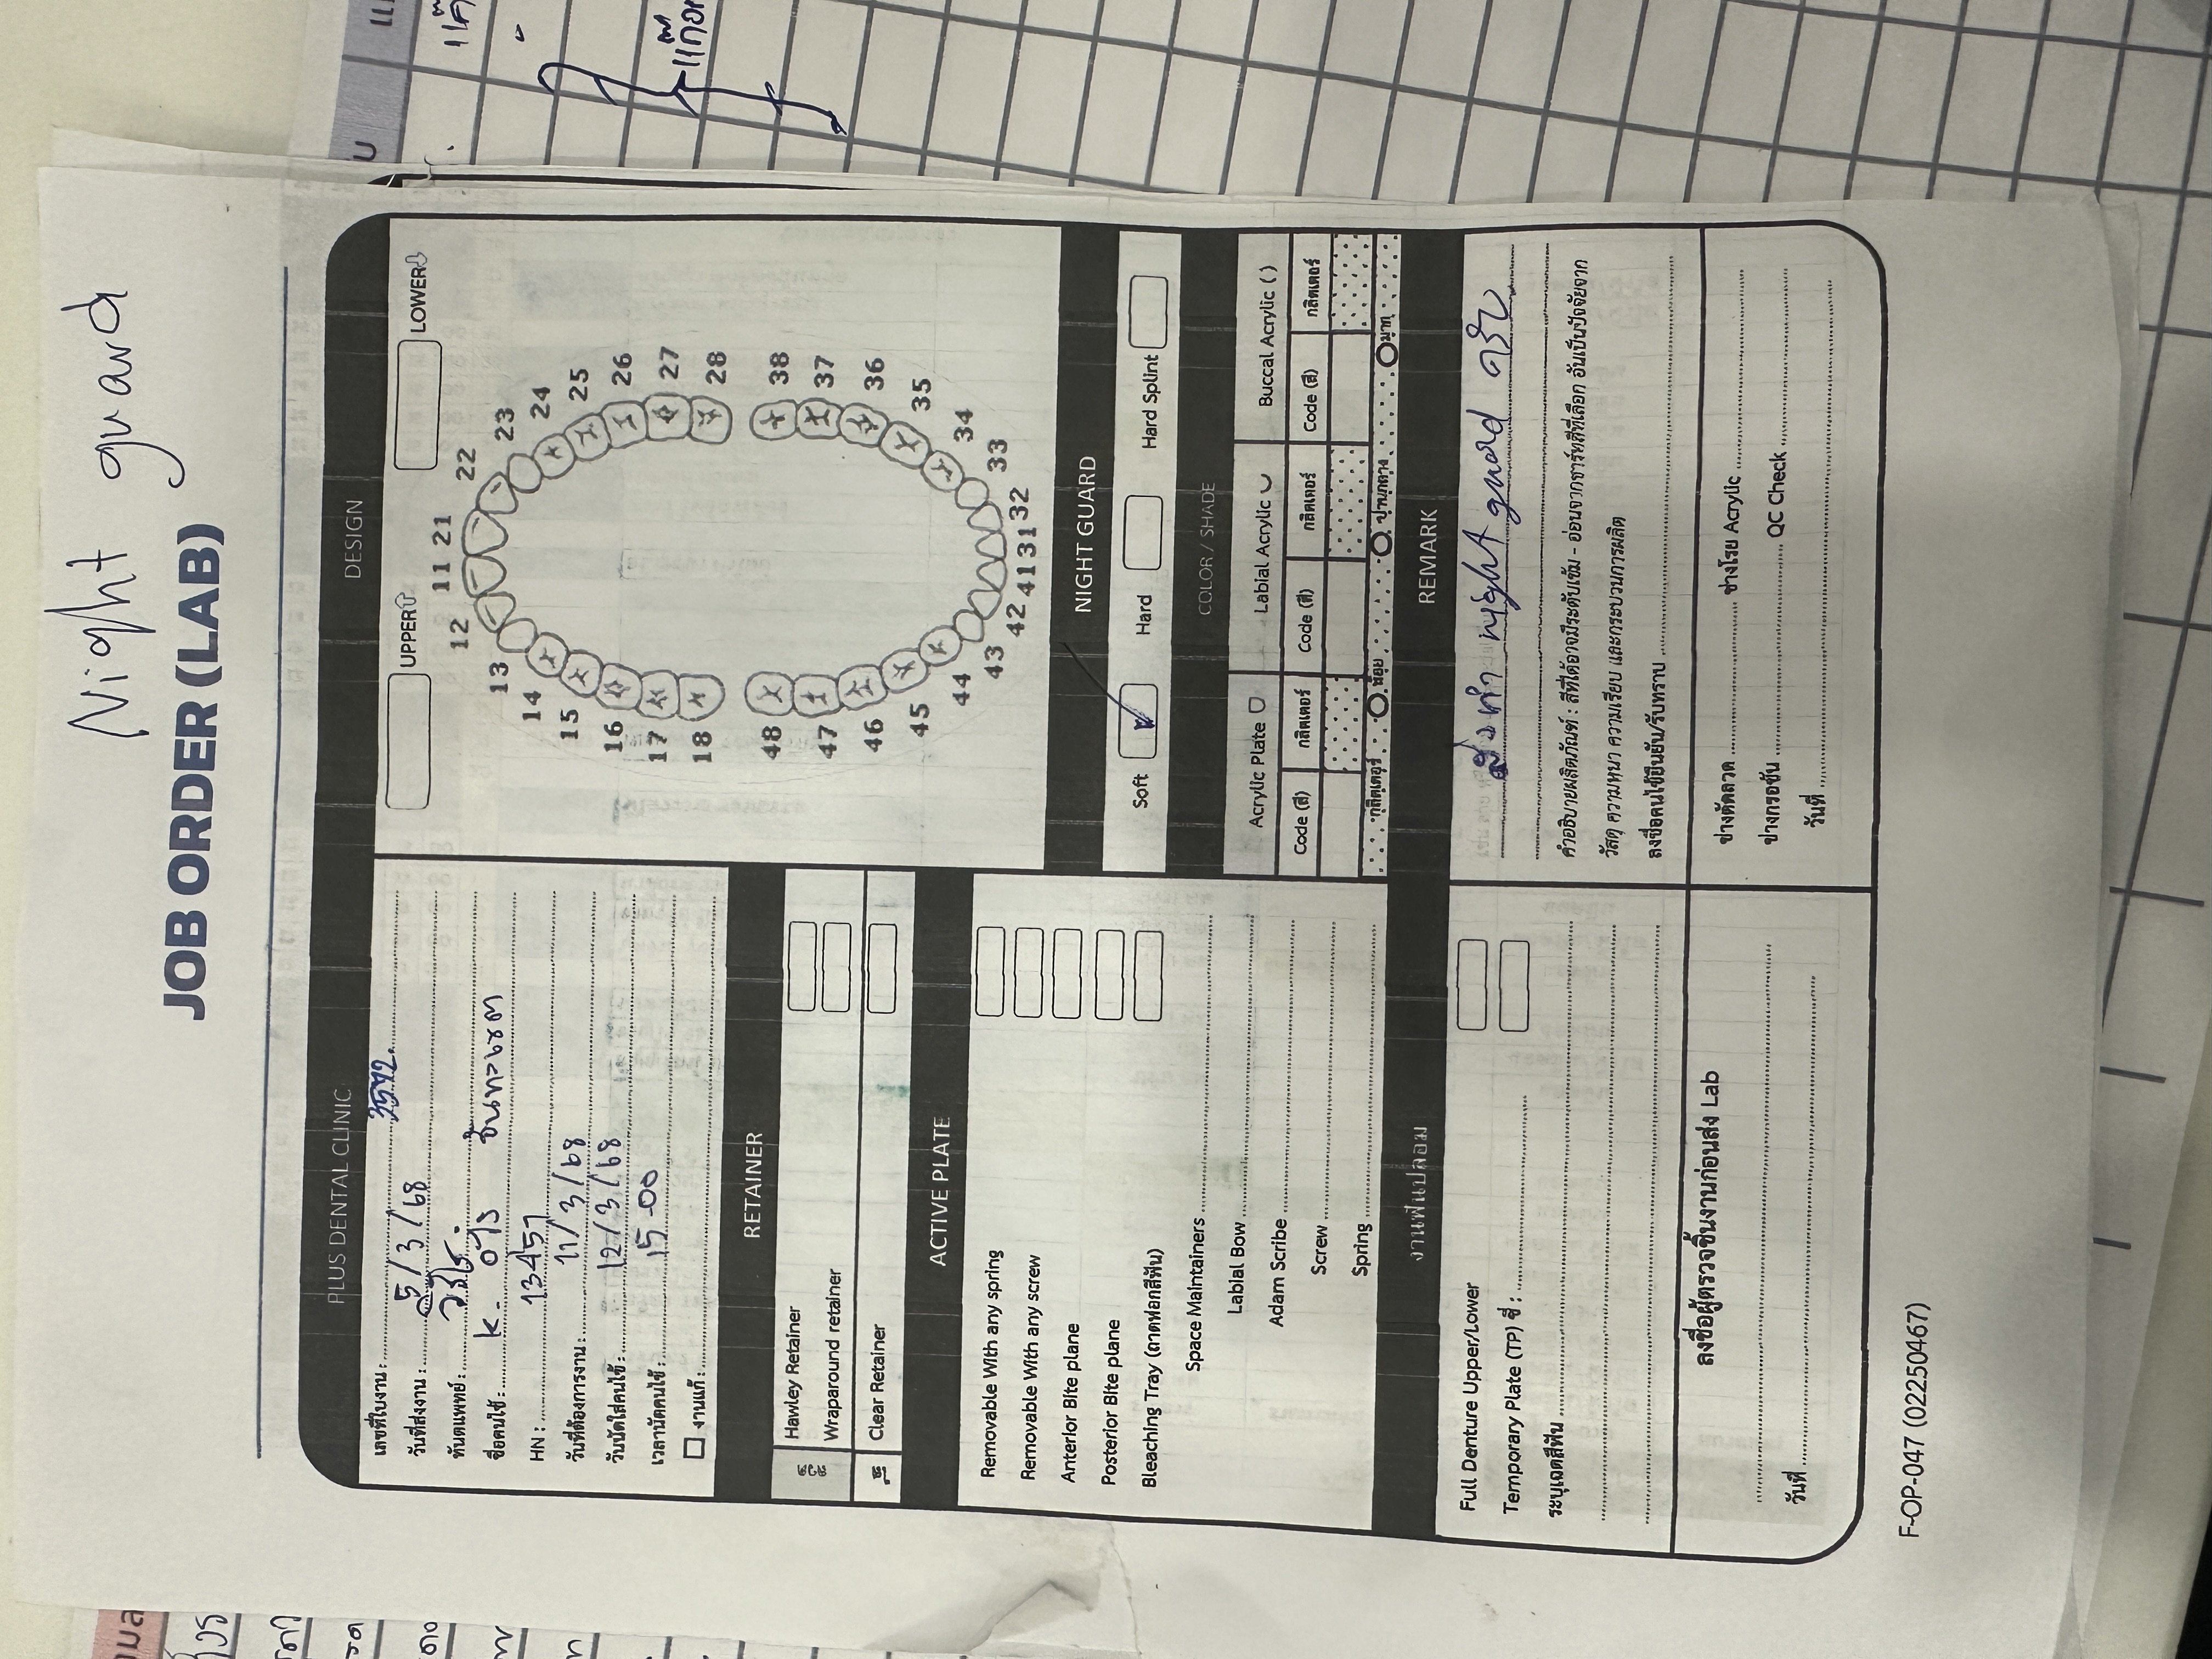 Night guard
JOB ORDER (LAB)
PLUS DENTAL CLINIC
เลขที่ใบงาน : 3572.
วันที่ส่งงาน : 5/3/68
ทันตแพทย์ :
ชื่อคนไข้ : K. อำไร จันทะเขต
HN : 13457
วันที่ต้องการงาน : 11/3/68
วันนัดใส่คนไข้ : 12/3/68
เวลานัดคนไข้ : 15-00
งานแก้ :
RETAINER
ลวด
Hawley Retainer
Wraparound retainer
ใส
Clear Retainer
ACTIVE PLATE
Removable With any spring
Removable With any screw
Anterior Bite plane
Posterior Bite plane
Bleaching Tray (ถาดฟอกสีฟัน)
Space Maintainers
Labial Bow
Adam Scribe
Screw
Spring
งานฟันปลอม
Full Denture Upper/Lower
Temporary Plate (TP) ซี่ :
ระบุเฉดสีฟัน
ลงชื่อผู้ตรวจชิ้นงานก่อนส่ง Lab
วันที่
DESIGN
UPPER LOWER
11 21
12 22
13 23
14 24
15 25
16 26
17 27
18 28
48 38
47 37
46 36
45 35
44 34
43 33
42 41 31 32
NIGHT GUARD
Soft Hard Hard Splint
COLOR / SHADE
Acrylic Plate Labial Acrylic Buccal Acrylic ( )
Code (สี) กลิตเตอร์ Code (สี) กลิตเตอร์ Code (สี) กลิตเตอร์
กลิตเตอร์ น้อย ปานกลาง มาก
REMARK
สั่งทำ night guard ครับ
คำอธิบายผลิตภัณฑ์ : สีที่ได้อาจมีระดับเข้ม - อ่อนจากชาร์ทสีที่เลือก อันเป็นปัจจัยจาก
วัสดุ ความหนา ความเรียบ และกระบวนการผลิต
ลงชื่อคนไข้ยืนยัน/รับทราบ
ช่างดัดลวด ช่างโรย Acrylic
ช่างกรอขัน QC Check
วันที่
F-OP-047 (02250467)